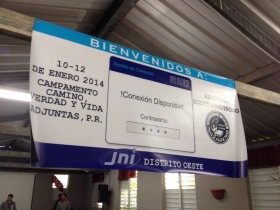 BIENVENIDOS A:
10-12
DE ENERO 2014
CAMPAMENTO
CAMINO
VERDAD Y VIDA
ADJUNTAS, P.R.
!Conexión Disponible!
Contraseña:
jni
DISTRITO OESTE